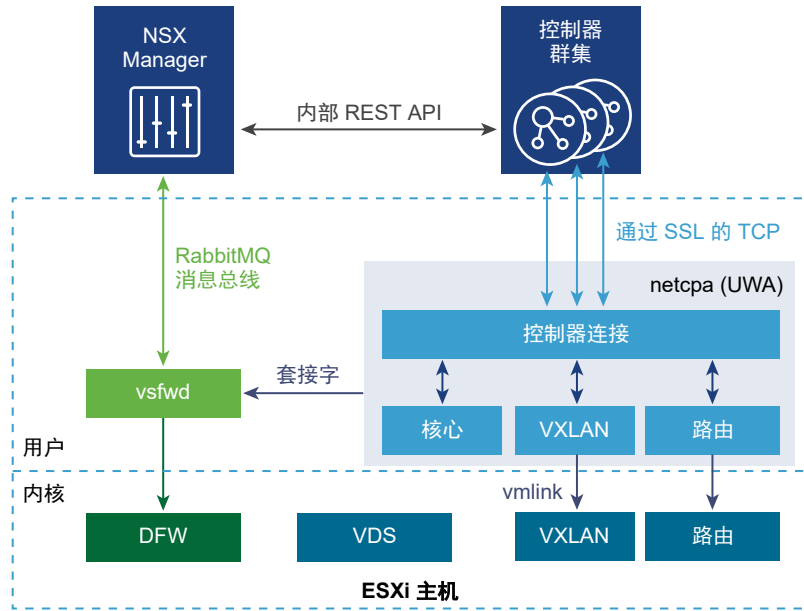 NSX
Manager
控制器
群集
内部 REST API
通过 SSL 的 TCP
RabbitMQ
消息总线
netcpa (UWA)
控制器连接
套接字
vsfwd
核心
VXLAN
路由
用户
内核
vmlink
DFW
VDS
VXLAN
路由
ESXi 主机